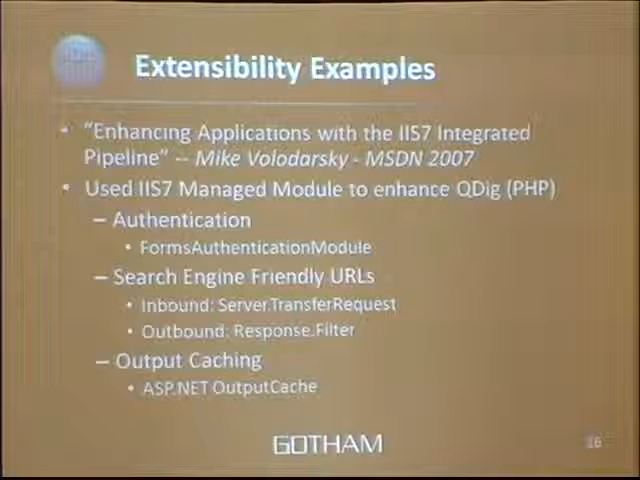 Extensibility Examples
• "Enhancing Applications with the IIS7 Integrated
Pipeline" -- Mike Volodarsky - MSDN 2007
• Used IIS7 Managed Module to enhance QDig (PHP)
– Authentication
• FormsAuthenticationModule
– Search Engine Friendly URLs
• Inbound: Server.TransferRequest
• Outbound: Response.Filter
– Output Caching
• ASP.NET OutputCache
GOTHAM
16